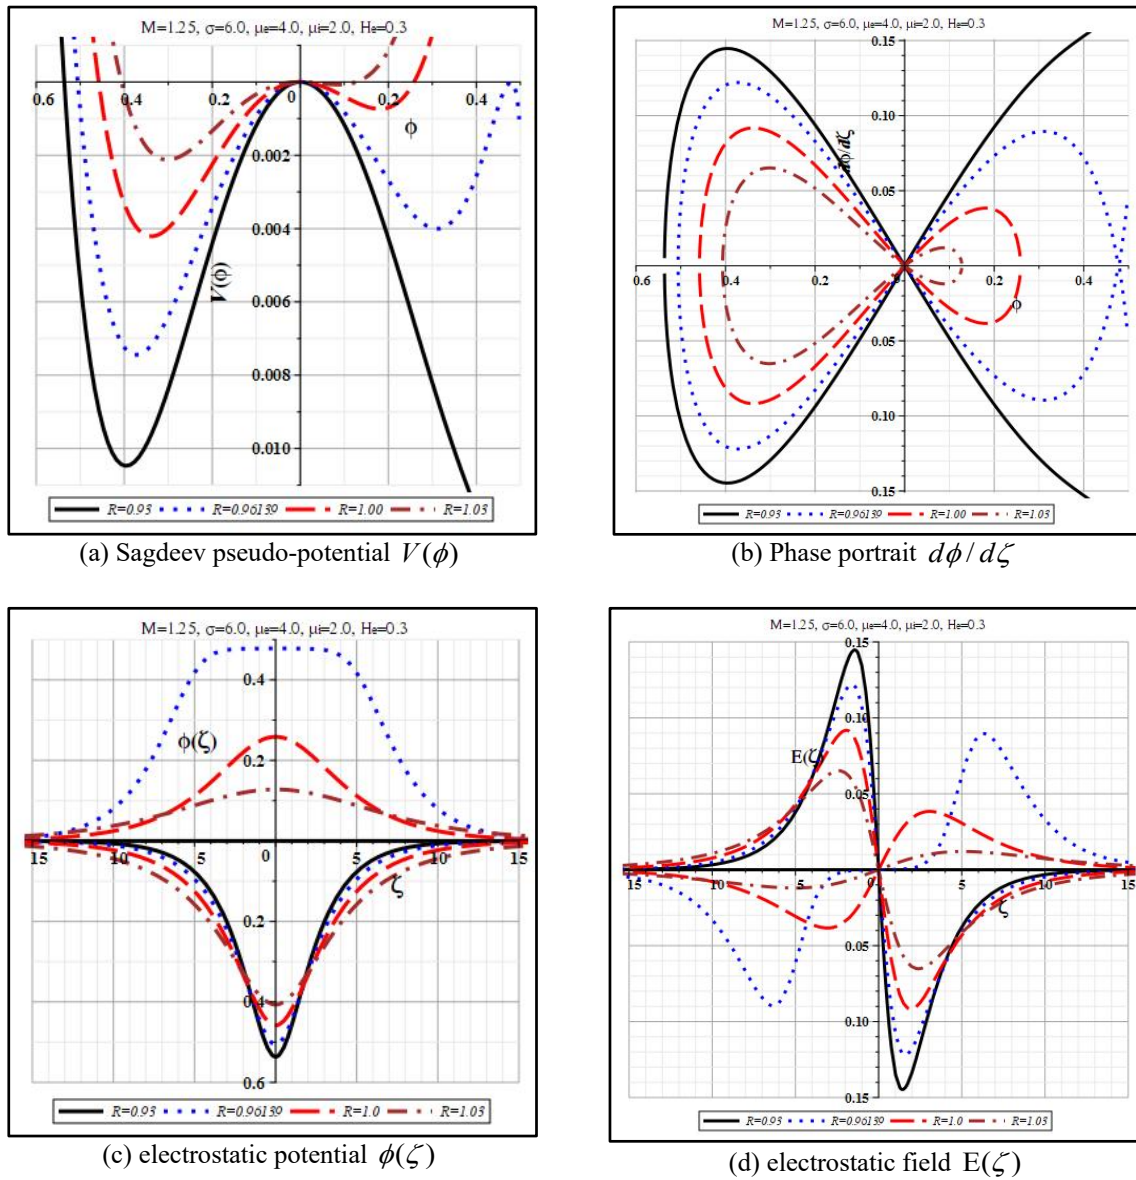 M=1.25, σ=6.0, μe=4.0, μi=2.0, He=0.3
0.6 0.4 0.2 0 0.2 0.4
ϕ
0.002
0.004
V(ϕ)
0.006
0.008
0.010
R=0.93 R=0.96139 R=1.00 R=1.03
(a) Sagdeev pseudo-potential V(ϕ)
M=1.25, σ=6.0, μe=4.0, μi=2.0, He=0.3
0.15
0.10
dϕ/dζ
0.05
0.6 0.4 0.2 0 0.2 0.4
ϕ
0.05
0.10
0.15
R=0.93 R=0.96139 R=1.00 R=1.03
(b) Phase portrait dϕ/dζ
M=1.25, σ=6.0, μe=4.0, μi=2.0, He=0.3
0.4
ϕ(ζ)
0.2
15 10 5 0 5 10 15
ζ
0.2
0.4
0.6
R=0.93 R=0.96139 R=1.0 R=1.03
(c) electrostatic potential ϕ(ζ)
M=1.25, σ=6.0, μe=4.0, μi=2.0, He=0.3
0.15
0.10
E(ζ)
0.05
15 10 5 0 5 10 15
ζ
0.05
0.10
0.15
R=0.93 R=0.96139 R=1.0 R=1.03
(d) electrostatic field E(ζ)